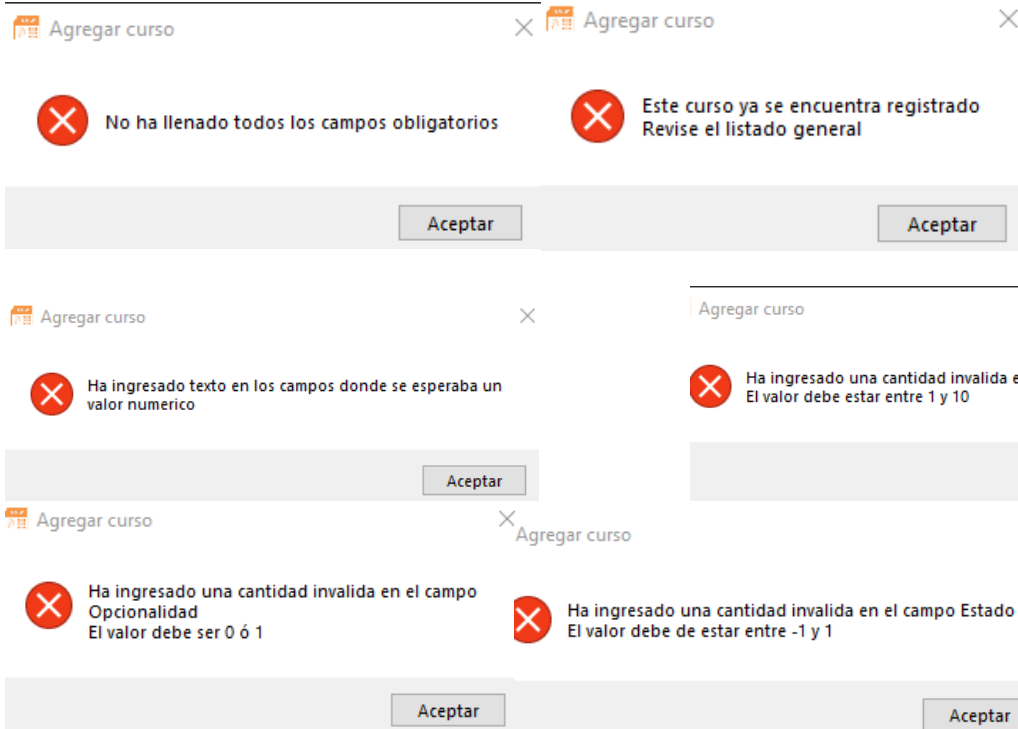 Agregar curso
No ha llenado todos los campos obligatorios
Aceptar
Agregar curso
Este curso ya se encuentra registrado
Revise el listado general
Aceptar
Agregar curso
Ha ingresado texto en los campos donde se esperaba un
valor numerico
Aceptar
Agregar curso
Ha ingresado una cantidad invalida e
El valor debe estar entre 1 y 10
Agregar curso
Ha ingresado una cantidad invalida en el campo
Opcionalidad
El valor debe ser 0 ó 1
Aceptar
Agregar curso
Ha ingresado una cantidad invalida en el campo Estado
El valor debe de estar entre -1 y 1
Aceptar